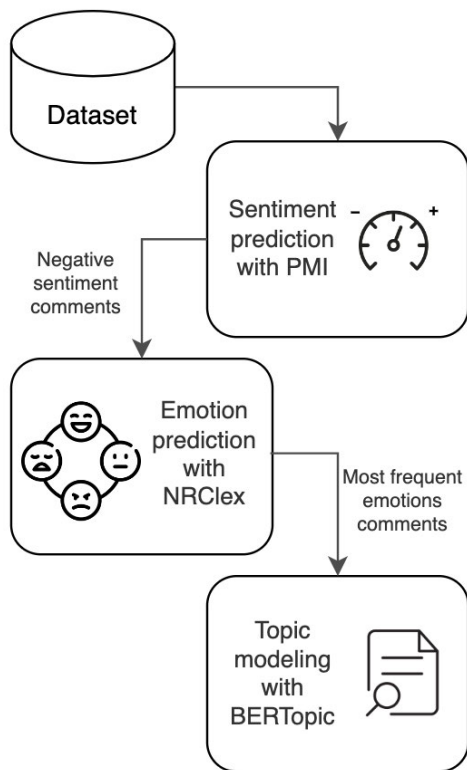 Dataset
Sentiment
prediction
with PMI
- +
Negative
sentiment
comments
Emotion
prediction
with
NRClex
Most frequent
emotions
comments
Topic
modeling
with
BERTopic